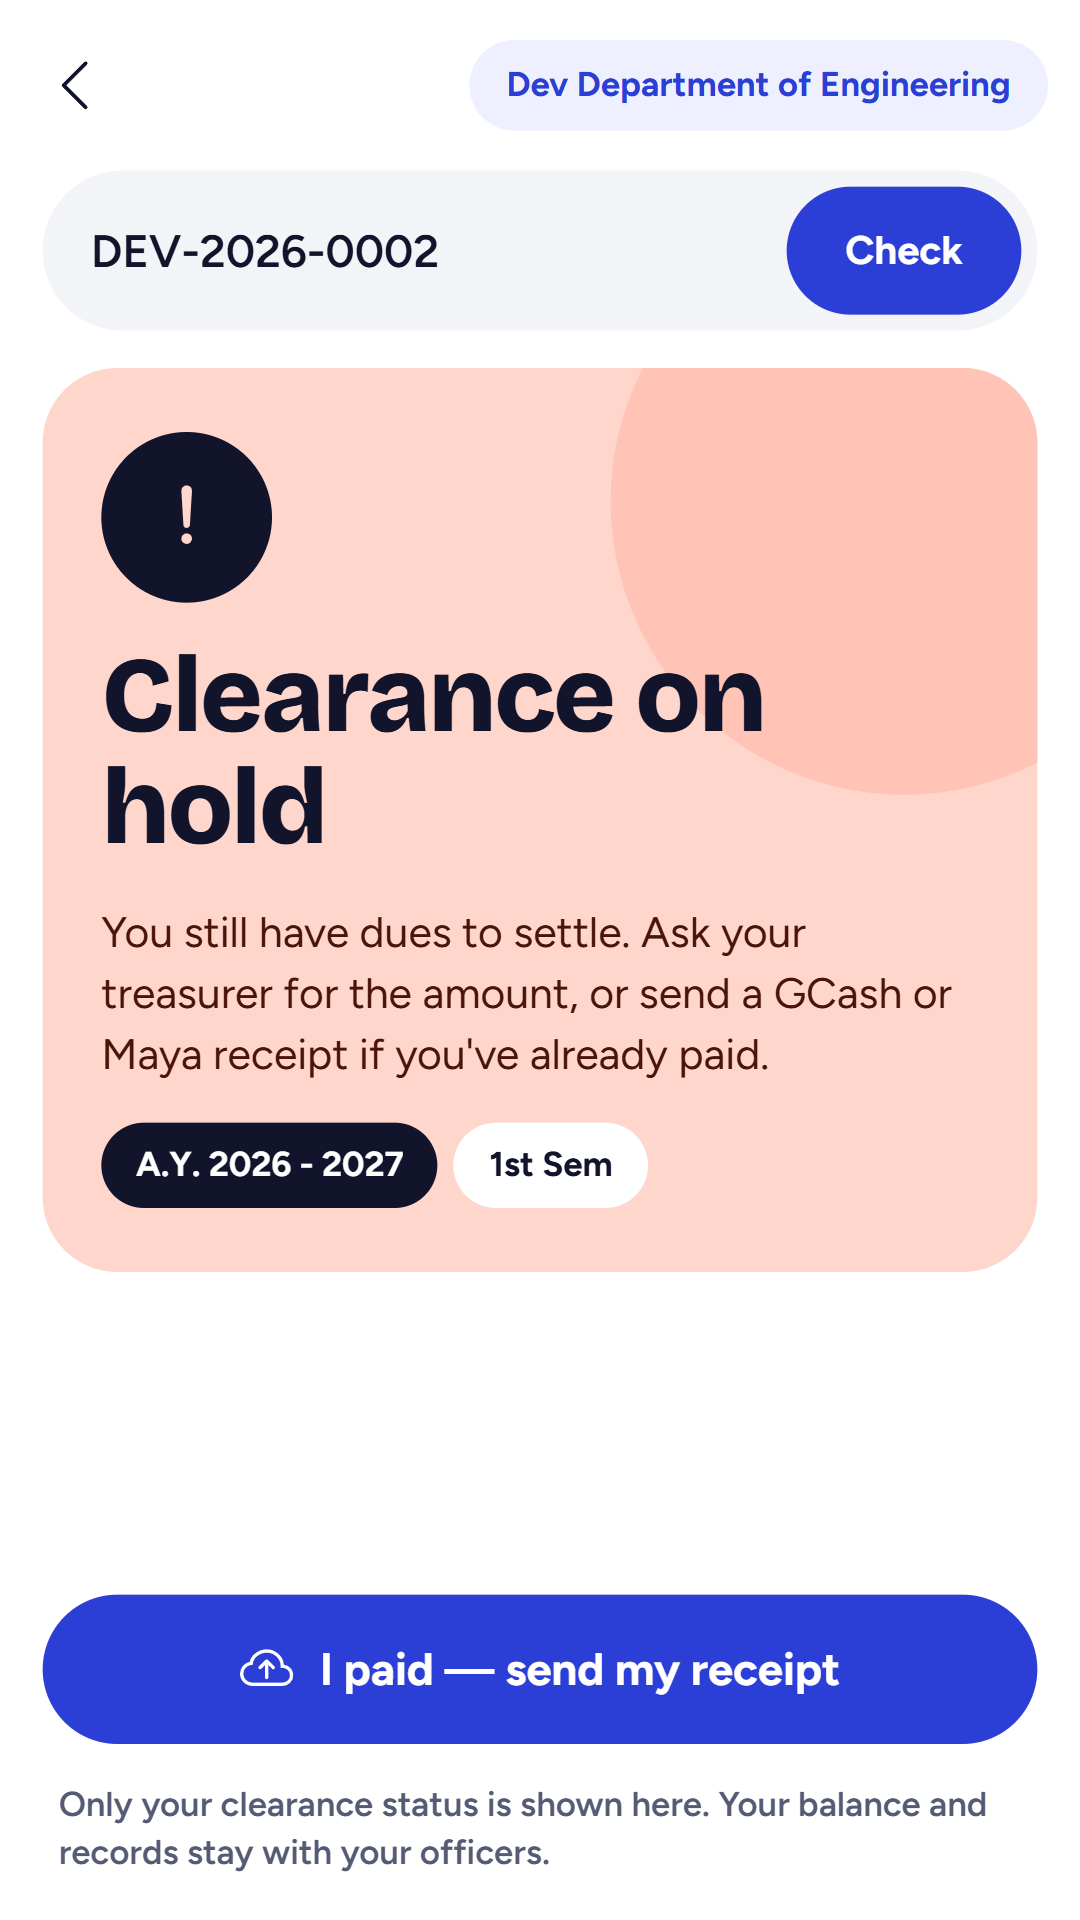 Dev Department of Engineering
DEV-2026-0002
Check
!
Clearance on
hold
You still have dues to settle. Ask your
treasurer for the amount, or send a GCash or
Maya receipt if you've already paid.
A.Y. 2026 - 2027
1st Sem
I paid — send my receipt
Only your clearance status is shown here. Your balance and
records stay with your officers.